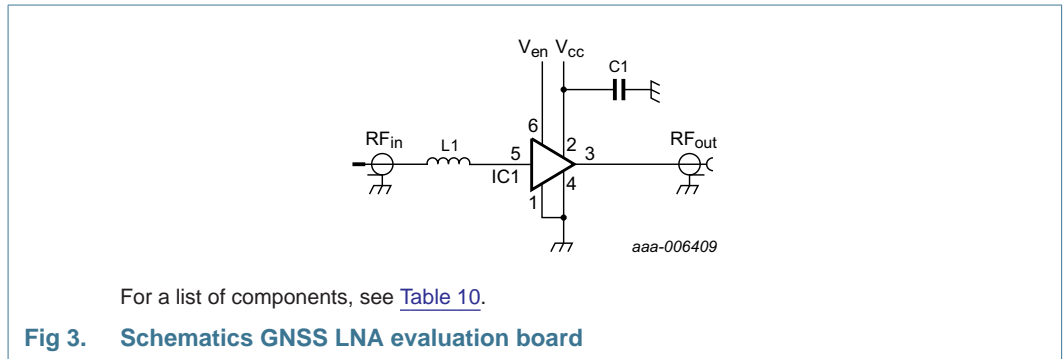 Ven Vcc
C1
6
RFin L1 5 2 3 RFout
IC1
1 4
aaa-006409
For a list of components, see Table 10.
Fig 3. Schematics GNSS LNA evaluation board